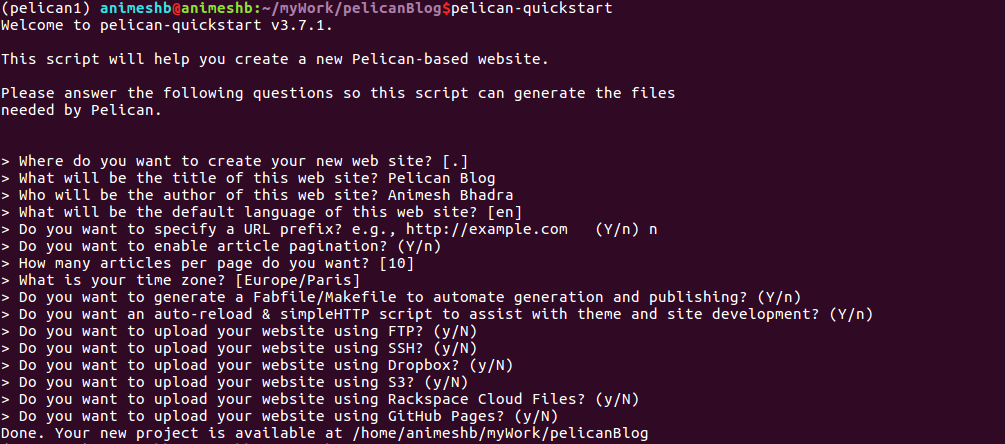 (pelican1) animeshb@animeshb:~/myWork/pelicanBlog$pelican-quickstart
Welcome to pelican-quickstart v3.7.1.
This script will help you create a new Pelican-based website.
Please answer the following questions so this script can generate the files
needed by Pelican.
> Where do you want to create your new web site? [.]
> What will be the title of this web site? Pelican Blog
> Who will be the author of this web site? Animesh Bhadra
> What will be the default language of this web site? [en]
> Do you want to specify a URL prefix? e.g., http://example.com   (Y/n) n
> Do you want to enable article pagination? (Y/n)
> How many articles per page do you want? [10]
> What is your time zone? [Europe/Paris]
> Do you want to generate a Fabfile/Makefile to automate generation and publishing? (Y/n)
> Do you want an auto-reload & simpleHTTP script to assist with theme and site development? (Y/n)
> Do you want to upload your website using FTP? (y/N)
> Do you want to upload your website using SSH? (y/N)
> Do you want to upload your website using Dropbox? (y/N)
> Do you want to upload your website using S3? (y/N)
> Do you want to upload your website using Rackspace Cloud Files? (y/N)
> Do you want to upload your website using GitHub Pages? (y/N)
Done. Your new project is available at /home/animeshb/myWork/pelicanBlog